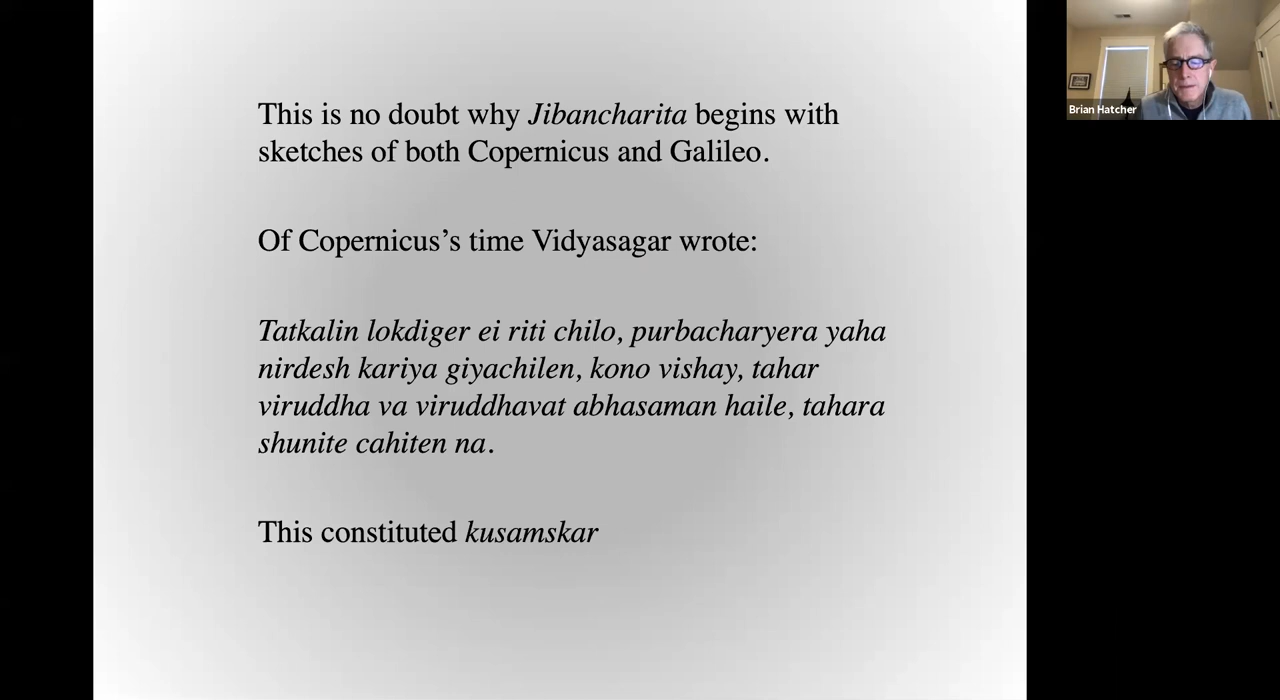 This is no doubt why Jibancharita begins with
sketches of both Copernicus and Galileo.
Of Copernicus’s time Vidyasagar wrote:
Tatkalin lokdiger ei riti chilo, purbacharyera yaha
nirdesh kariya giyachilen, kono vishay, tahar
viruddha va viruddhavat abhasaman haile, tahara
shunite cahiten na.
This constituted kusamskar
Brian Hatcher